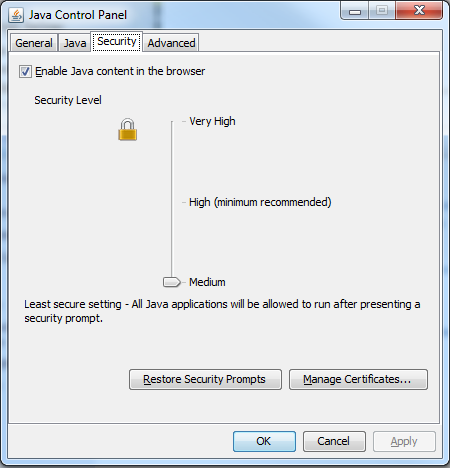 Java Control Panel
General Java Security Advanced
Enable Java content in the browser
Security Level
Very High
High (minimum recommended)
Medium
Least secure setting - All Java applications will be allowed to run after presenting a
security prompt.
Restore Security Prompts Manage Certificates...
OK Cancel Apply